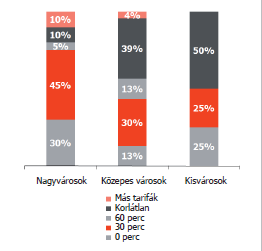 10%
4%
10%
5%
39%
50%
45%
13%
30%
25%
30%
13%
25%
Nagyvárosok Közepes városok Kisvárosok
Más tarifák
Korlátlan
60 perc
30 perc
0 perc